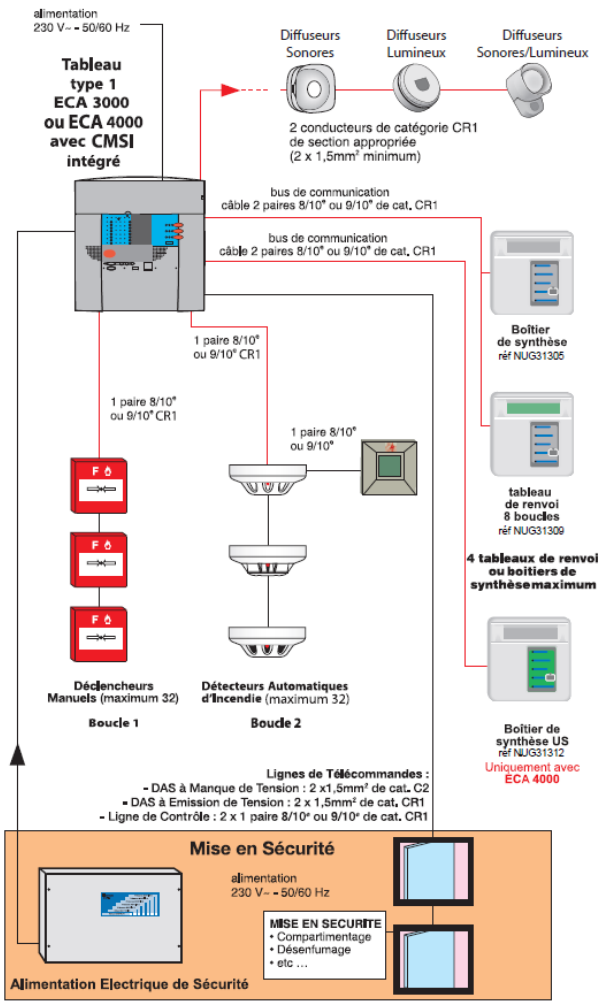 alimentation
230 V~ - 50/60 Hz
Tableau
type 1
ECA 3000
ou ECA 4000
avec CMSI
intégré
Diffuseurs
Sonores
Diffuseurs
Lumineux
Diffuseurs
Sonores/Lumineux
2 conducteurs de catégorie CR1
de section appropriée
(2 x 1,5mm² minimum)
bus de communication
câble 2 paires 8/10° ou 9/10° de cat. CR1
bus de communication
câble 2 paires 8/10° ou 9/10° de cat. CR1
Boîtier
de synthèse
réf NUG31305
1 paire 8/10°
ou 9/10° CR1
1 paire 8/10°
ou 9/10° CR1
1 paire 8/10°
ou 9/10°
F
F
F
tableau
de renvoi
8 boucles
réf NUG31309
4 tableaux de renvoi
ou boitiers de
synthèse maximum
Déclencheurs
Manuels (maximum 32)
Boucle 1
Détecteurs Automatiques
d'Incendie (maximum 32)
Boucle 2
Boîtier de
synthèse US
réf NUG31312
Uniquement avec
ECA 4000
Lignes de Télécommandes :
- DAS à Manque de Tension : 2 x1,5mm² de cat. C2
- DAS à Emission de Tension : 2 x 1,5mm² de cat. CR1
- Ligne de Contrôle : 2 x 1 paire 8/10° ou 9/10° de cat. CR1
Mise en Sécurité
alimentation
230 V~ - 50/60 Hz
MISE EN SECURITE
• Compartimentage
• Désenfumage
• etc ...
Alimentation Electrique de Sécurité